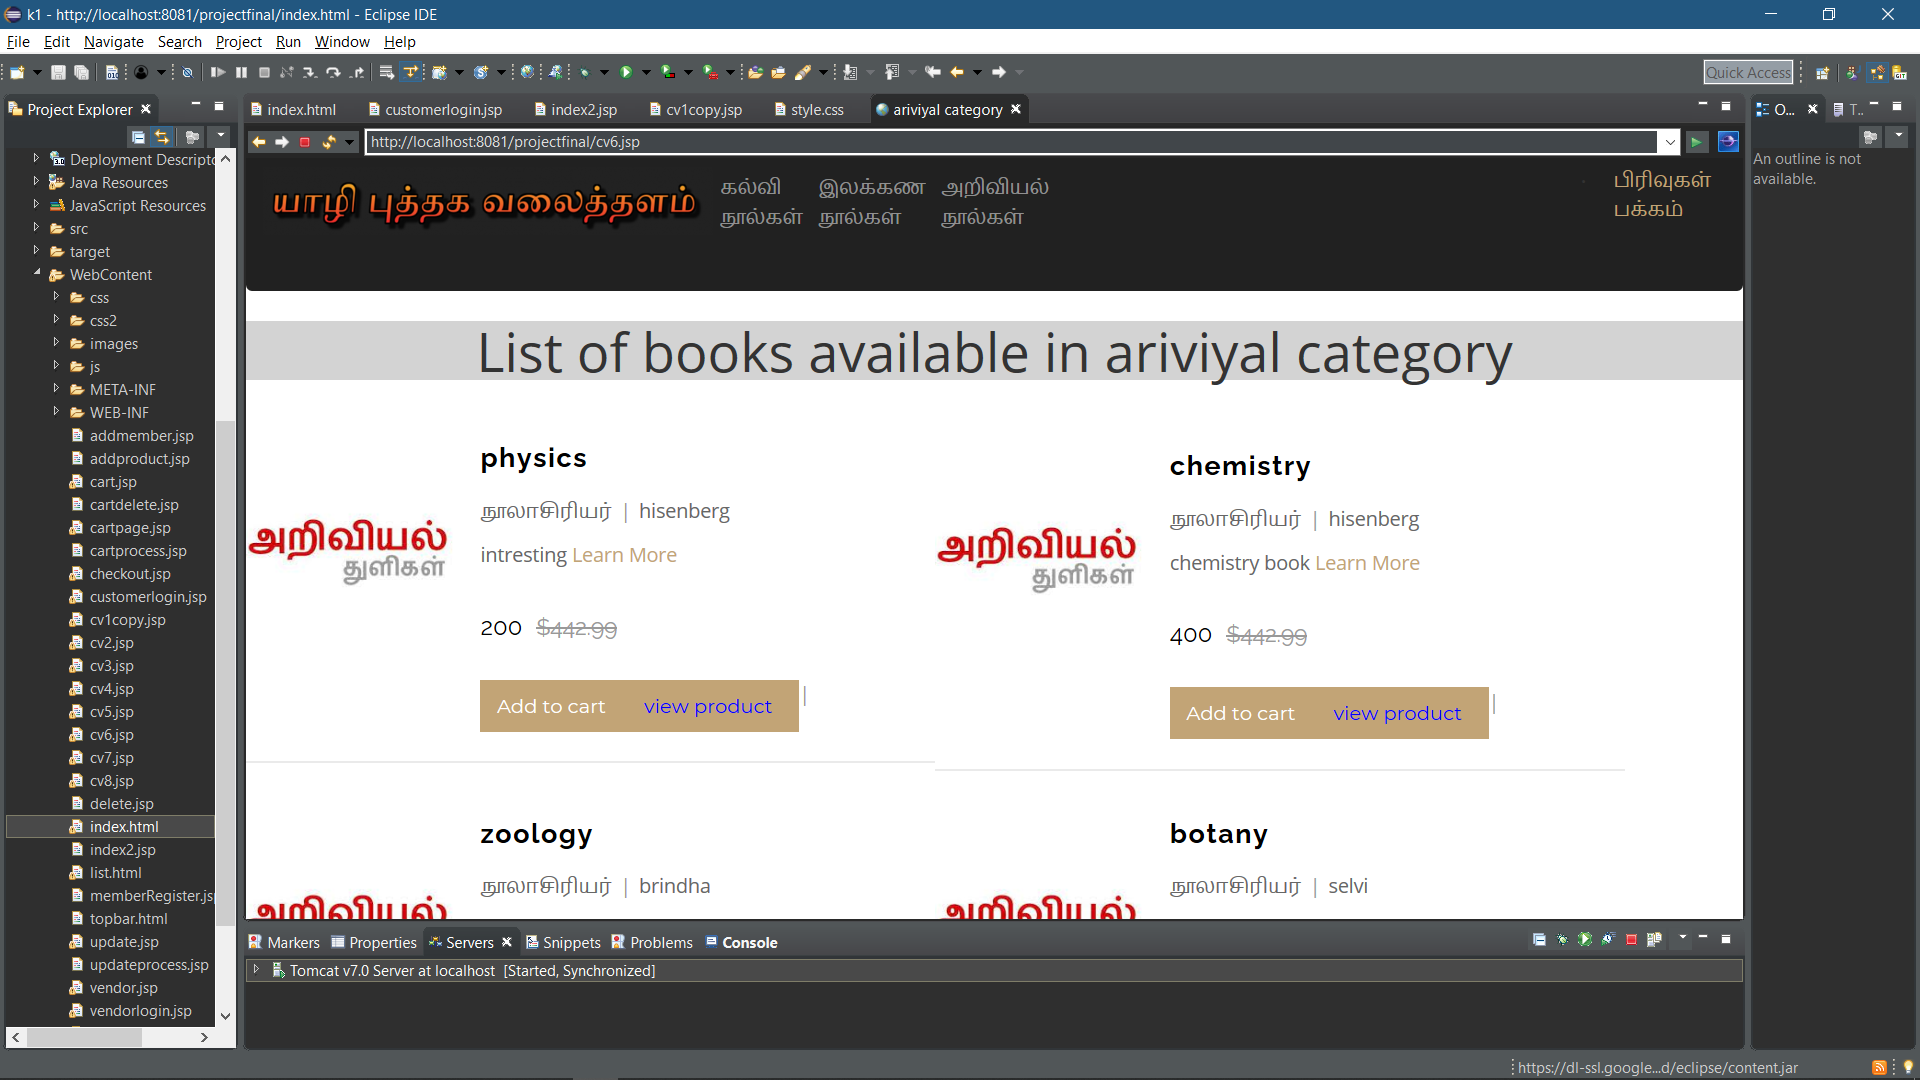 k1 - http://localhost:8081/projectfinal/index.html - Eclipse IDE
File Edit Navigate Search Project Run Window Help
Quick Access
Project Explorer
index.html customerlogin.jsp index2.jsp cv1copy.jsp style.css ariviyal category
O... T..
http://localhost:8081/projectfinal/cv6.jsp
Deployment Descripto
Java Resources
JavaScript Resources
src
target
WebContent
css
css2
images
js
META-INF
WEB-INF
addmember.jsp
addproduct.jsp
cart.jsp
cartdelete.jsp
cartpage.jsp
cartprocess.jsp
checkout.jsp
customerlogin.jsp
cv1copy.jsp
cv2.jsp
cv3.jsp
cv4.jsp
cv5.jsp
cv6.jsp
cv7.jsp
cv8.jsp
delete.jsp
index.html
index2.jsp
list.html
memberRegister.jsp
topbar.html
update.jsp
updateprocess.jsp
vendor.jsp
vendorlogin.jsp
யாழி புத்தக வலைத்தளம்
கல்வி நூல்கள்
இலக்கண நூல்கள்
அறிவியல் நூல்கள்
பிரிவுகள் பக்கம்
List of books available in ariviyal category
அறிவியல்
துளிகள்
physics
நூலாசிரியர் | hisenberg
intresting Learn More
200 $442.99
Add to cart view product |
அறிவியல்
துளிகள்
chemistry
நூலாசிரியர் | hisenberg
chemistry book Learn More
400 $442.99
Add to cart view product |
zoology
நூலாசிரியர் | brindha
அறிவியல்
botany
நூலாசிரியர் | selvi
அறிவியல்
An outline is not
available.
Markers Properties Servers Snippets Problems Console
Tomcat v7.0 Server at localhost [Started, Synchronized]
https://dl-ssl.google...d/eclipse/content.jar